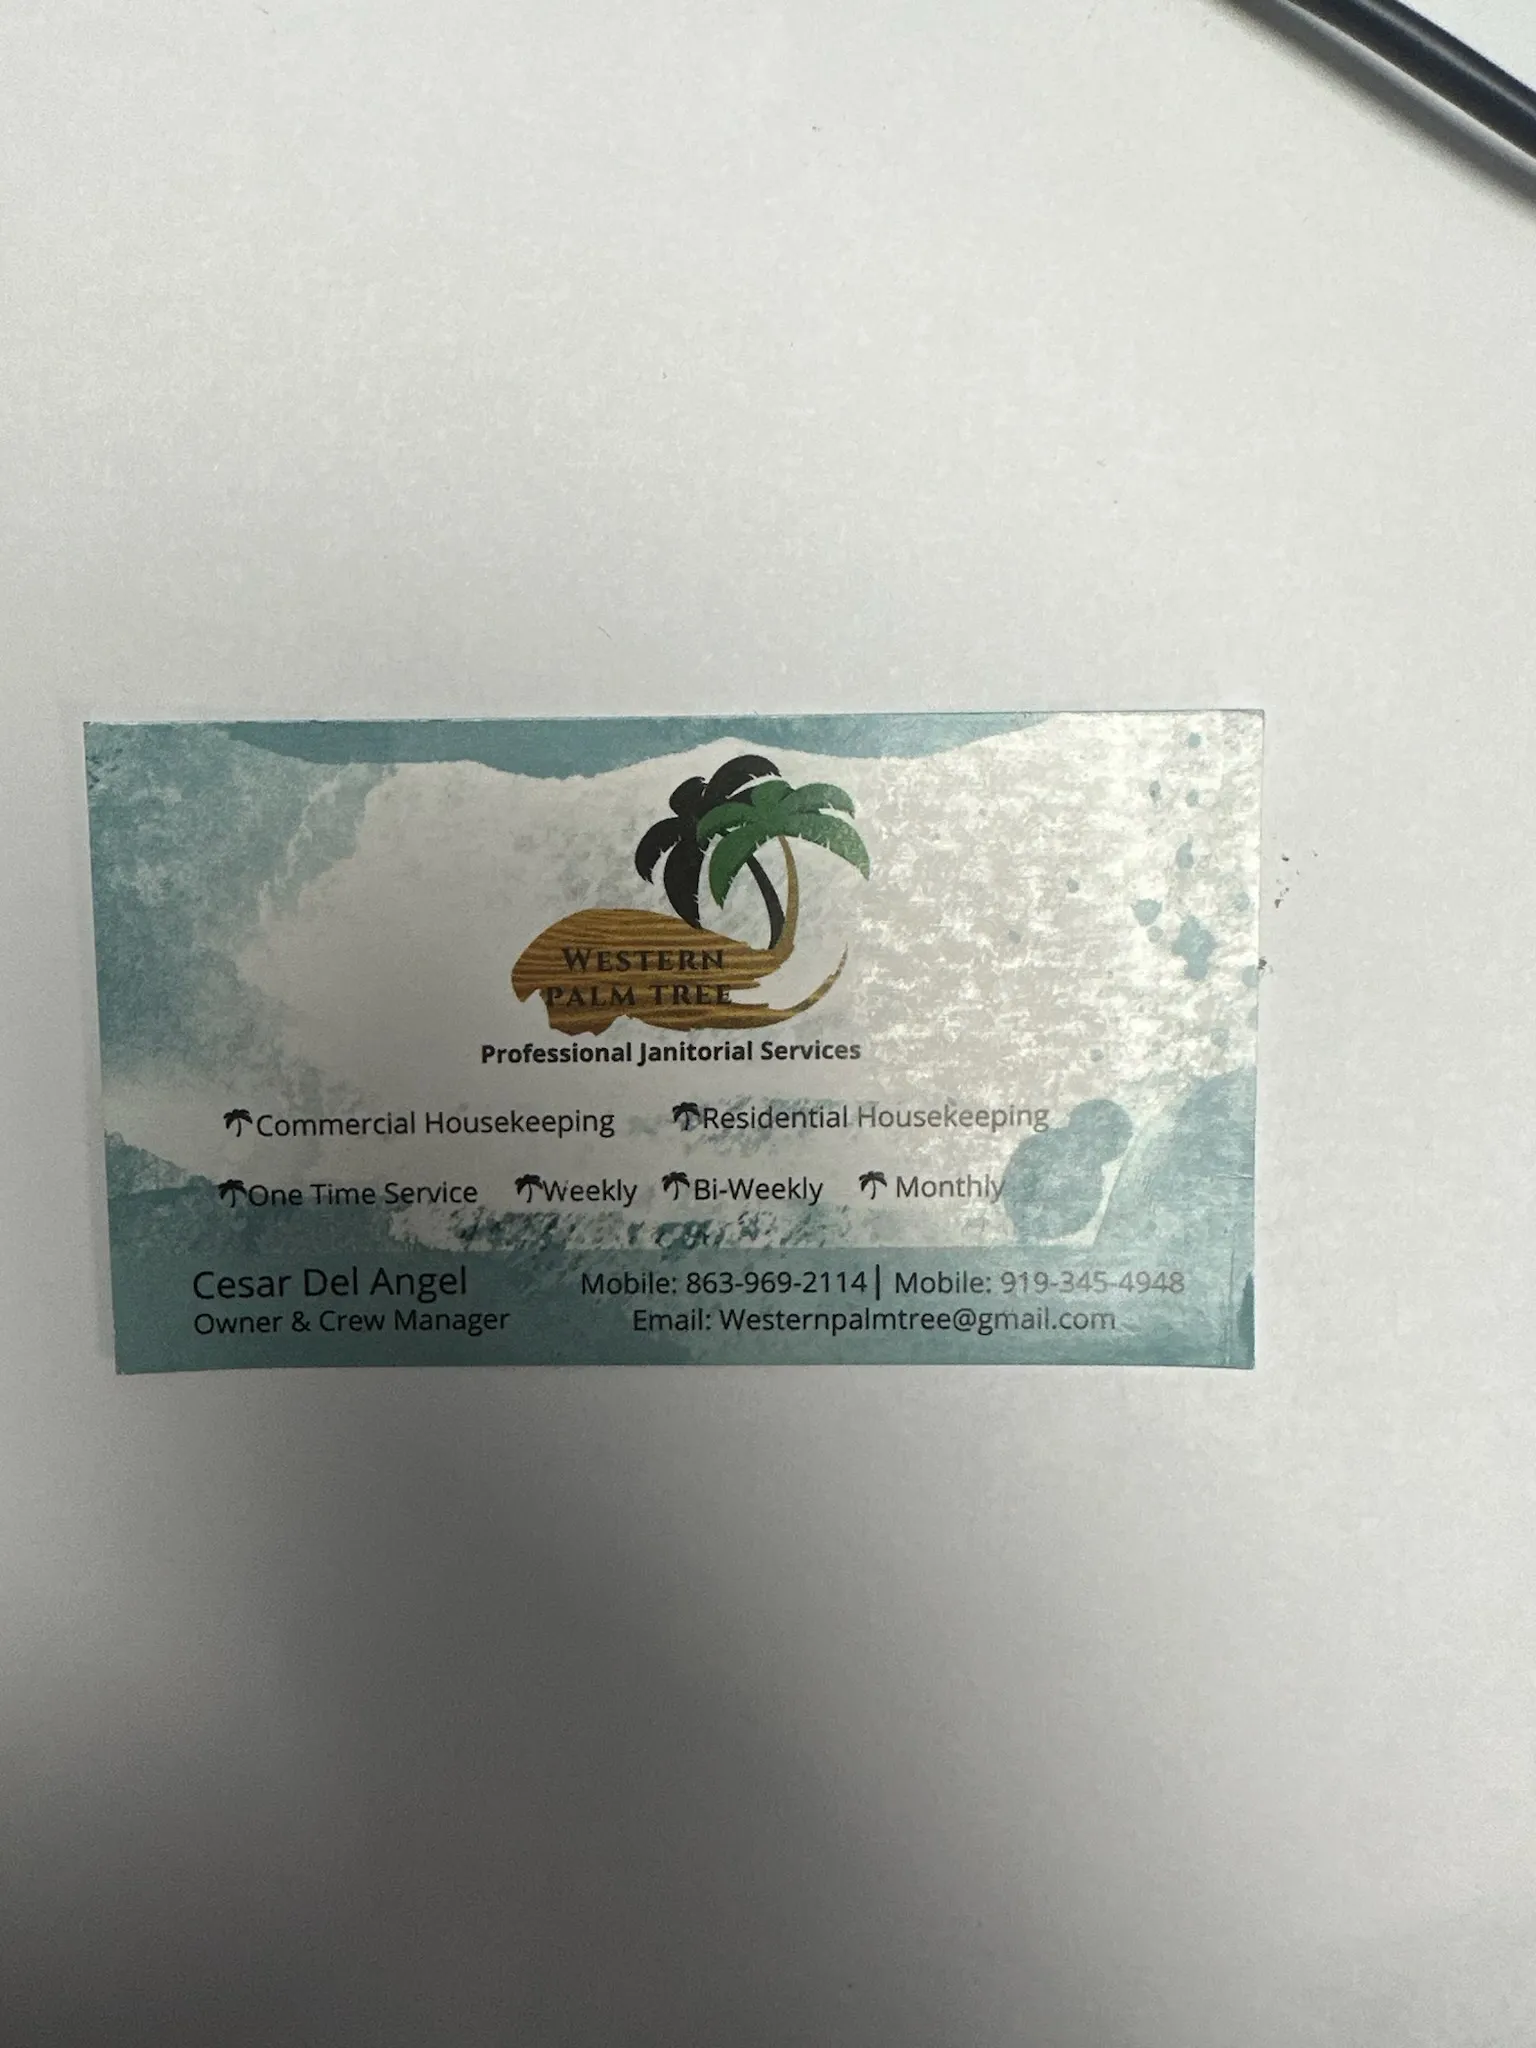 WESTERN
PALM TREE
Professional Janitorial Services
Commercial Housekeeping Residential Housekeeping
One Time Service Weekly Bi-Weekly Monthly
Cesar Del Angel Mobile: 863-969-2114 | Mobile: 919-345-4948
Owner & Crew Manager Email: Westernpalmtree@gmail.com